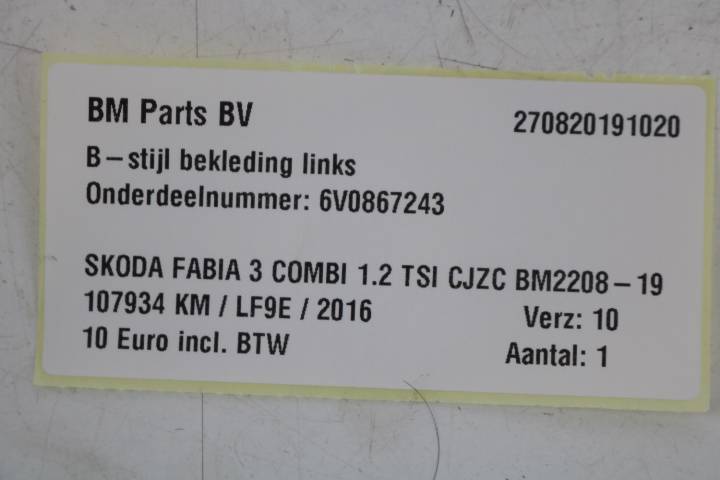 BM Parts BV 270820191020
B-stijl bekleding links
Onderdeelnummer: 6V0867243
SKODA FABIA 3 COMBI 1.2 TSI CJZC BM2208-19
107934 KM / LF9E / 2016 Verz: 10
10 Euro incl. BTW Aantal: 1